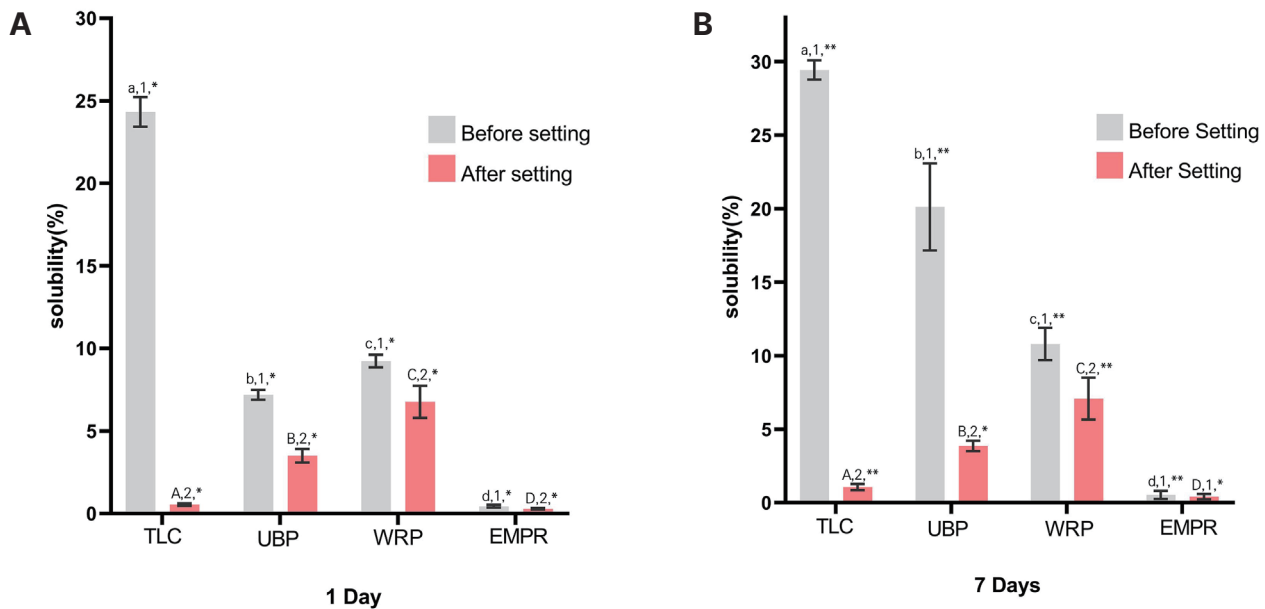 A
30
25
20
15
10
5
0
solubility(%)
a,1,*
A,2,*
b,1,*
B,2,*
c,1,*
C,2,*
d,1,*
D,2,*
Before setting
After setting
TLC
UBP
WRP
EMPR
1 Day
B
30
25
20
15
10
5
0
solubility(%)
a,1,**
A,2,**
b,1,**
B,2,*
c,1,**
C,2,**
d,1,**
D,1,*
Before Setting
After Setting
TLC
UBP
WRP
EMPR
7 Days